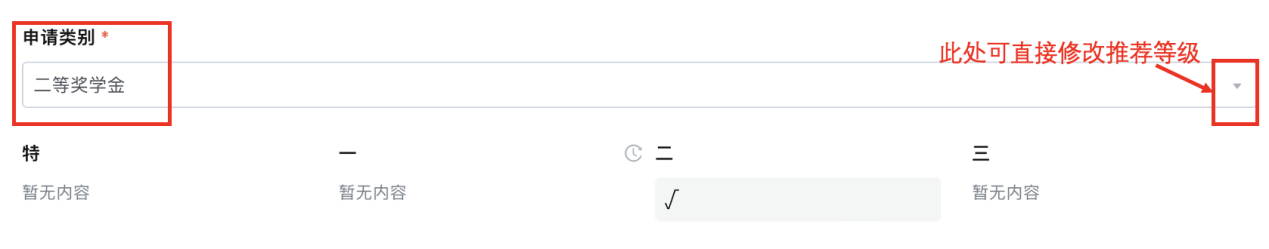 申请类别 *
此处可直接修改推荐等级
二等奖学金
特 一 二 三
暂无内容 暂无内容 √ 暂无内容